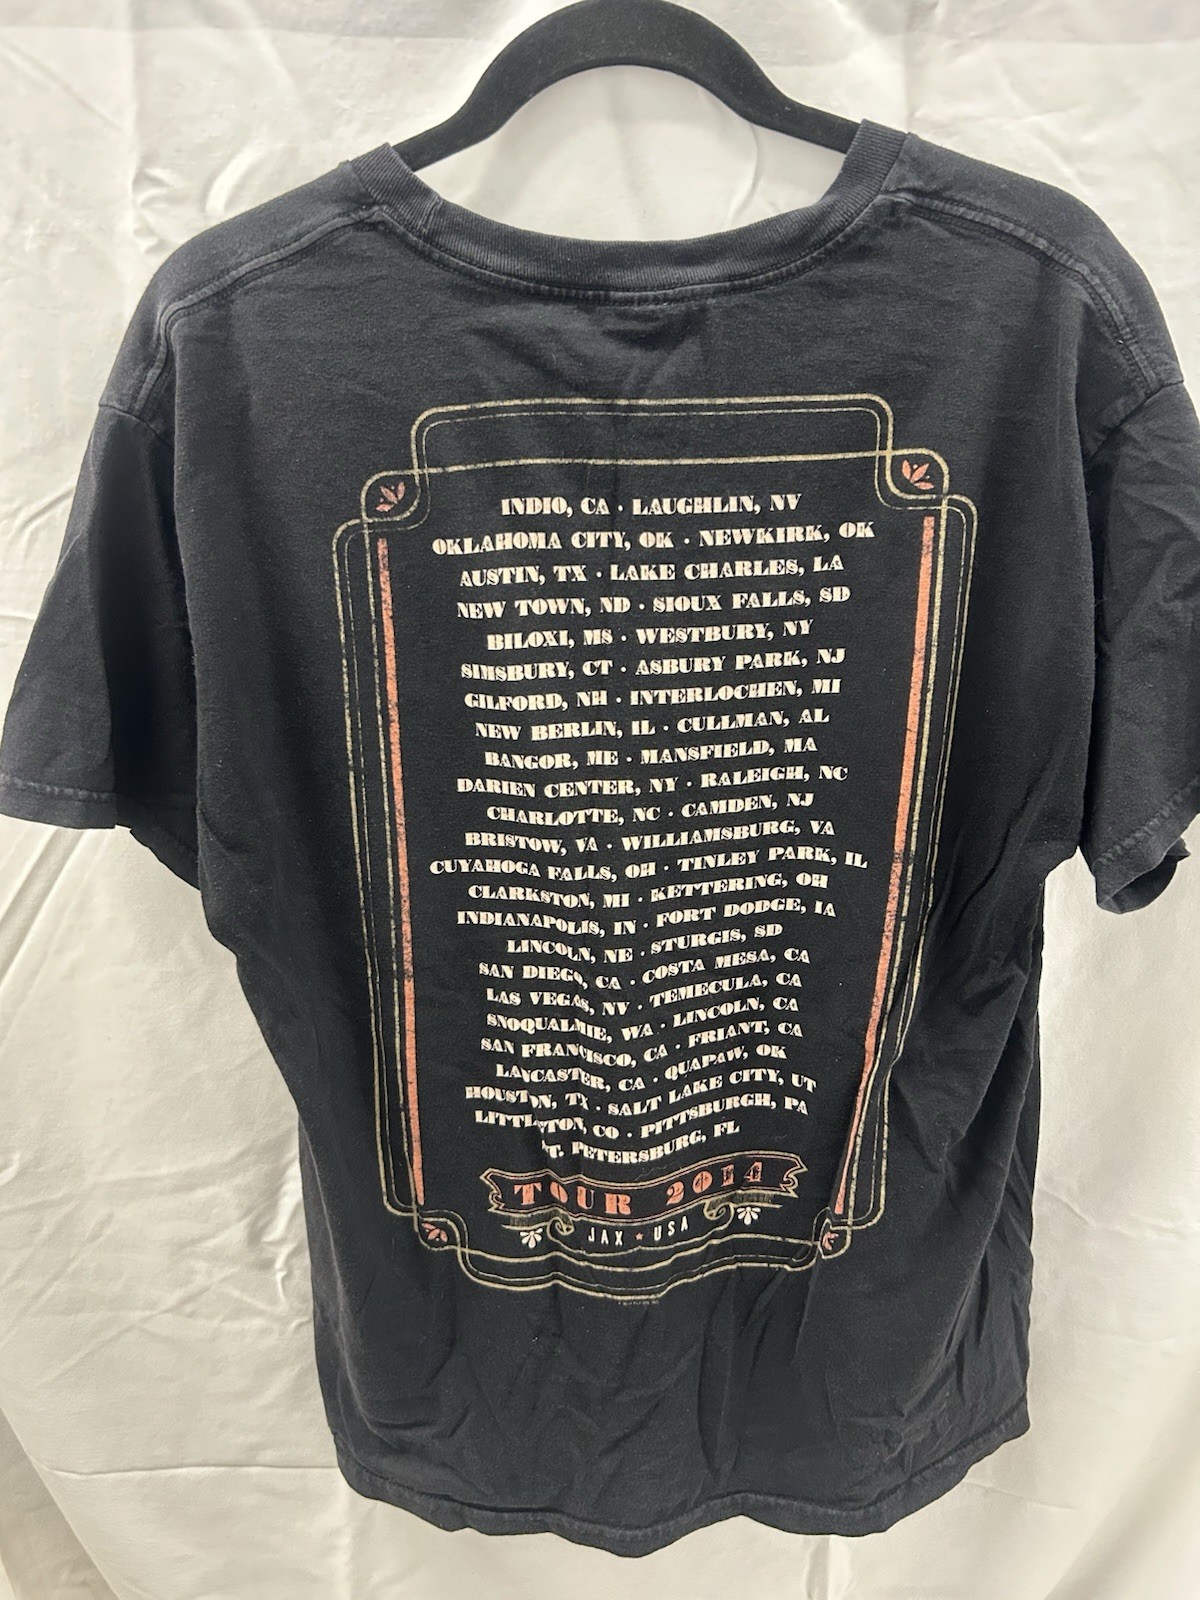 INDIO, CA · LAUGHLIN, NV
OKLAHOMA CITY, OK · NEWKIRK, OK
AUSTIN, TX · LAKE CHARLES, LA
NEW TOWN, ND · SIOUX FALLS, SD
BILOXI, MS · WESTBURY, NY
SIMSBURY, CT · ASBURY PARK, NJ
GILFORD, NH · INTERLOCHEN, MI
NEW BERLIN, IL · CULLMAN, AL
BANGOR, ME · MANSFIELD, MA
DARIEN CENTER, NY · RALEIGH, NC
CHARLOTTE, NC · CAMDEN, NJ
BRISTOW, VA · WILLIAMSBURG, VA
CUYAHOGA FALLS, OH · TINLEY PARK, IL
CLARKSTON, MI · KETTERING, OH
INDIANAPOLIS, IN · FORT DODGE, IA
LINCOLN, NE · STURGIS, SD
SAN DIEGO, CA · COSTA MESA, CA
LAS VEGAS, NV · TEMECULA, CA
SNOQUALMIE, WA · LINCOLN, CA
SAN FRANCISCO, CA · FRIANT, CA
LANCASTER, CA · QUAPAW, OK
HOUSTON, TX · SALT LAKE CITY, UT
LITTLETON, CO · PITTSBURGH, PA
ST. PETERSBURG, FL
TOUR 2014
JAX ★ USA